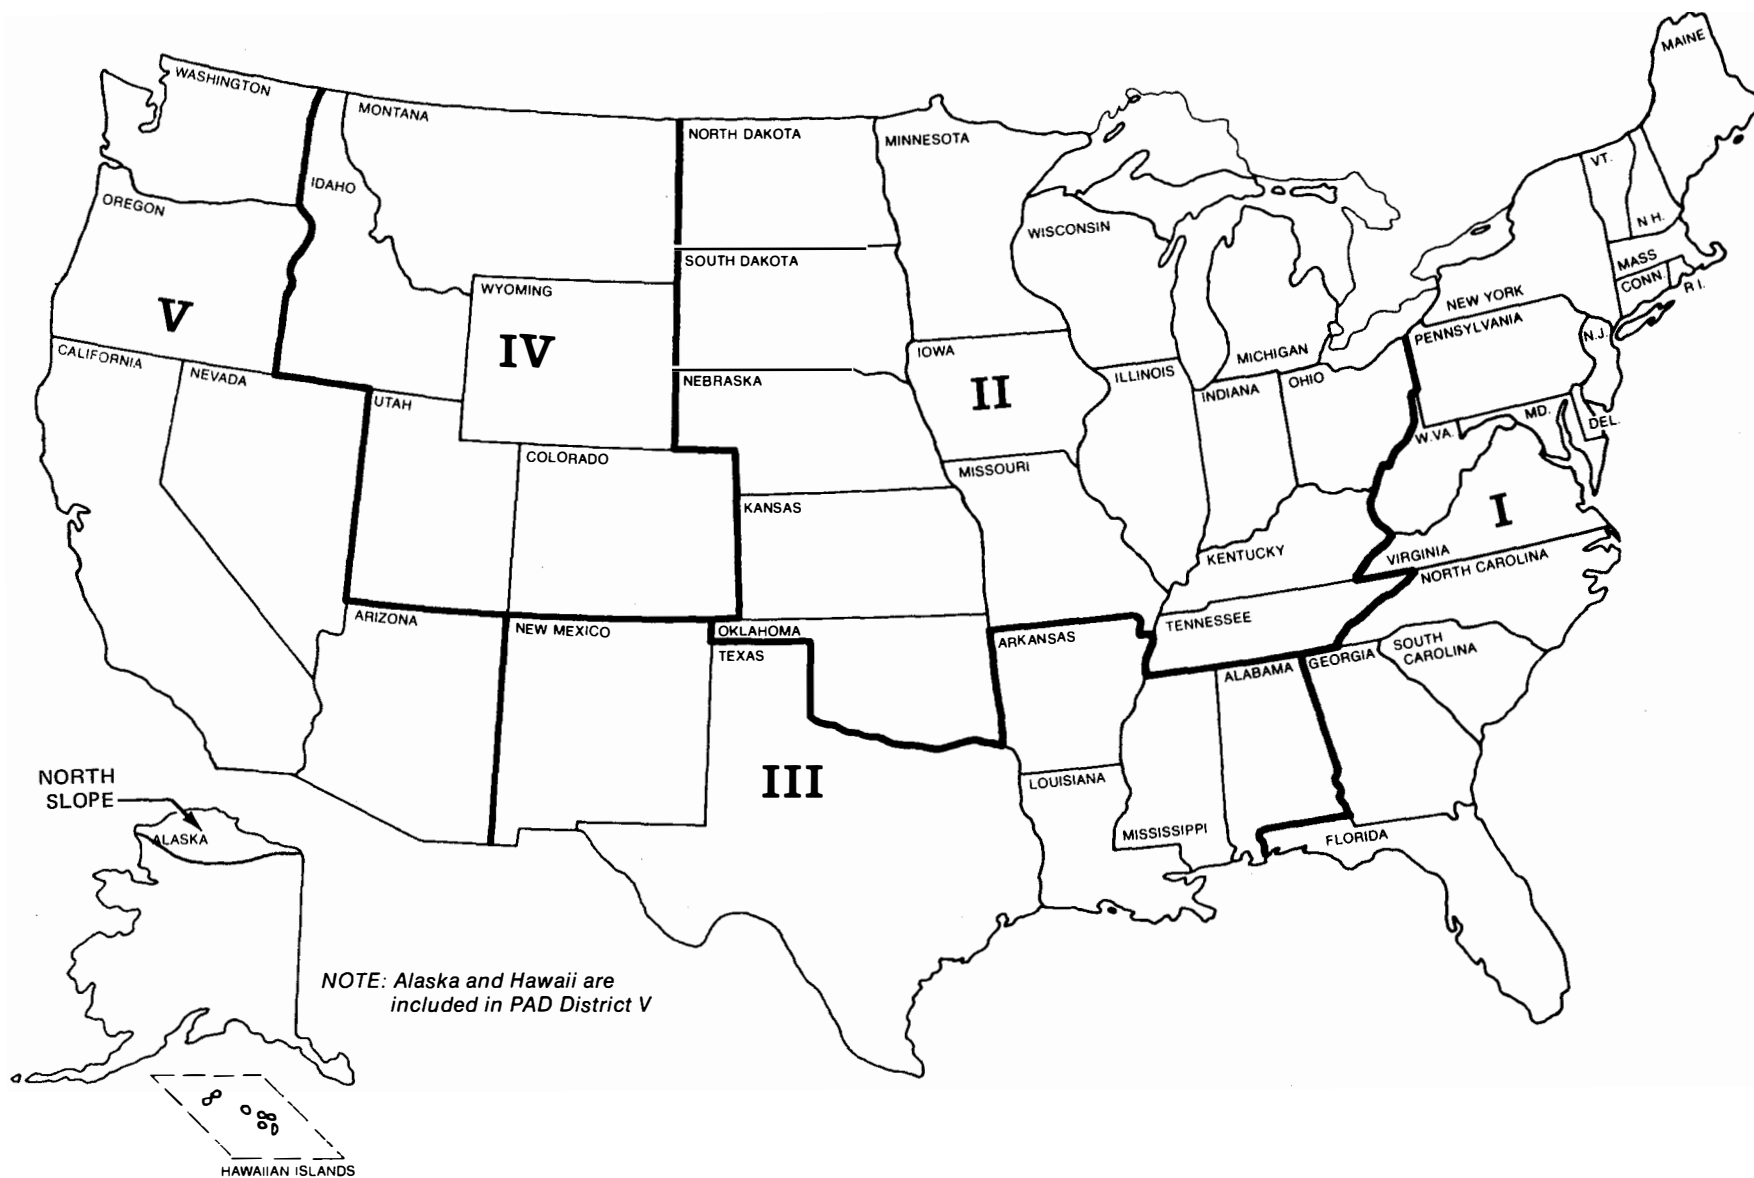 MAINE
WASHINGTON
MONTANA
NORTH DAKOTA
MINNESOTA
VT.
IDAHO
OREGON
N H.
WISCONSIN
MASS
SOUTH DAKOTA
CONN.
R I.
WYOMING
NEW YORK
V
PENNSYLVANIA
N.J.
IV
CALIFORNIA
IOWA
MICHIGAN
NEVADA
NEBRASKA
ILLINOIS
OHIO
UTAH
II
INDIANA
MD.
DEL.
W.VA.
COLORADO
MISSOURI
KANSAS
I
KENTUCKY
VIRGINIA
NORTH CAROLINA
ARIZONA
NEW MEXICO
OKLAHOMA
ARKANSAS
TENNESSEE
TEXAS
SOUTH
CAROLINA
GEORGIA
ALABAMA
III
NORTH
SLOPE
LOUISIANA
MISSISSIPPI
FLORIDA
ALASKA
NOTE: Alaska and Hawaii are
included in PAD District V
HAWAIIAN ISLANDS